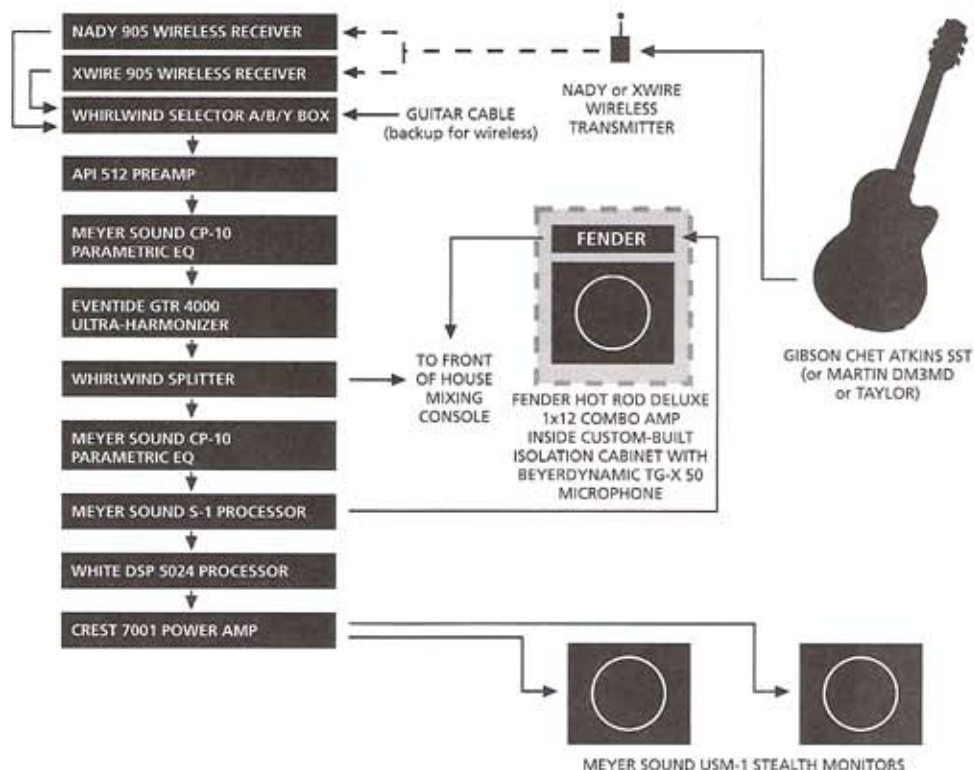 NADY 905 WIRELESS RECEIVER
XWIRE 905 WIRELESS RECEIVER
WHIRLWIND SELECTOR A/B/Y BOX
GUITAR CABLE
(backup for wireless)
NADY or XWIRE
WIRELESS
TRANSMITTER
API 512 PREAMP
MEYER SOUND CP-10
PARAMETRIC EQ
EVENTIDE GTR 4000
ULTRA-HARMONIZER
WHIRLWIND SPLITTER
TO FRONT
OF HOUSE
MIXING
CONSOLE
FENDER
FENDER HOT ROD DELUXE
1x12 COMBO AMP
INSIDE CUSTOM-BUILT
ISOLATION CABINET WITH
BEYERDYNAMIC TG-X 50
MICROPHONE
GIBSON CHET ATKINS SST
(or MARTIN DM3MD
or TAYLOR)
MEYER SOUND CP-10
PARAMETRIC EQ
MEYER SOUND S-1 PROCESSOR
WHITE DSP 5024 PROCESSOR
CREST 7001 POWER AMP
MEYER SOUND USM-1 STEALTH MONITORS